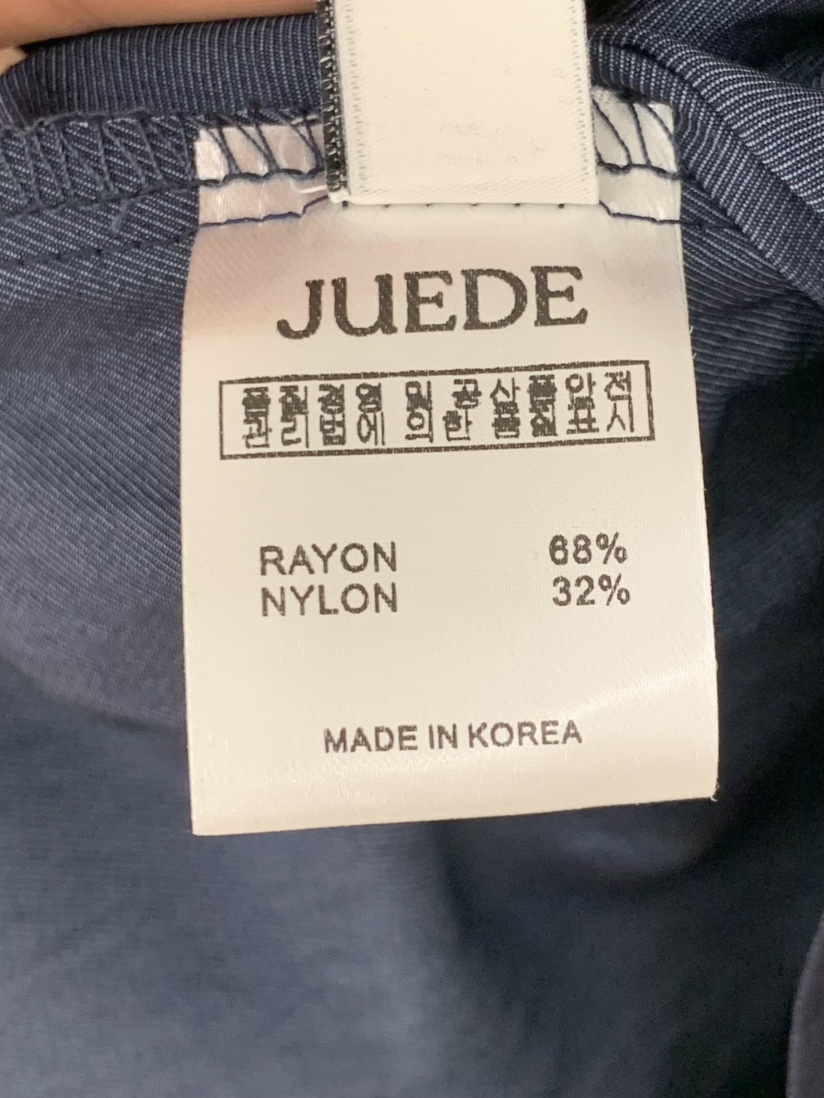 JUEDE
품질경영 및 공산품안전
관리법에 의한 품질표시
RAYON 68%
NYLON 32%
MADE IN KOREA